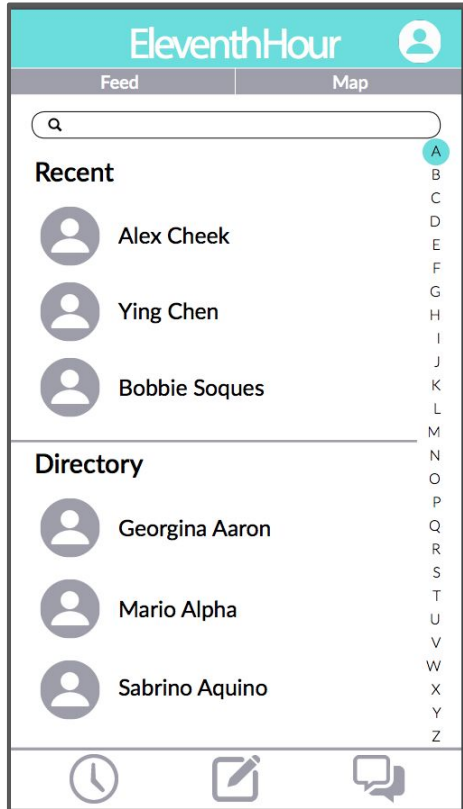 EleventhHour
Feed Map
Recent
Alex Cheek
Ying Chen
Bobbie Soques
Directory
Georgina Aaron
Mario Alpha
Sabrino Aquino
A
B
C
D
E
F
G
H
I
J
K
L
M
N
O
P
Q
R
S
T
U
V
W
X
Y
Z